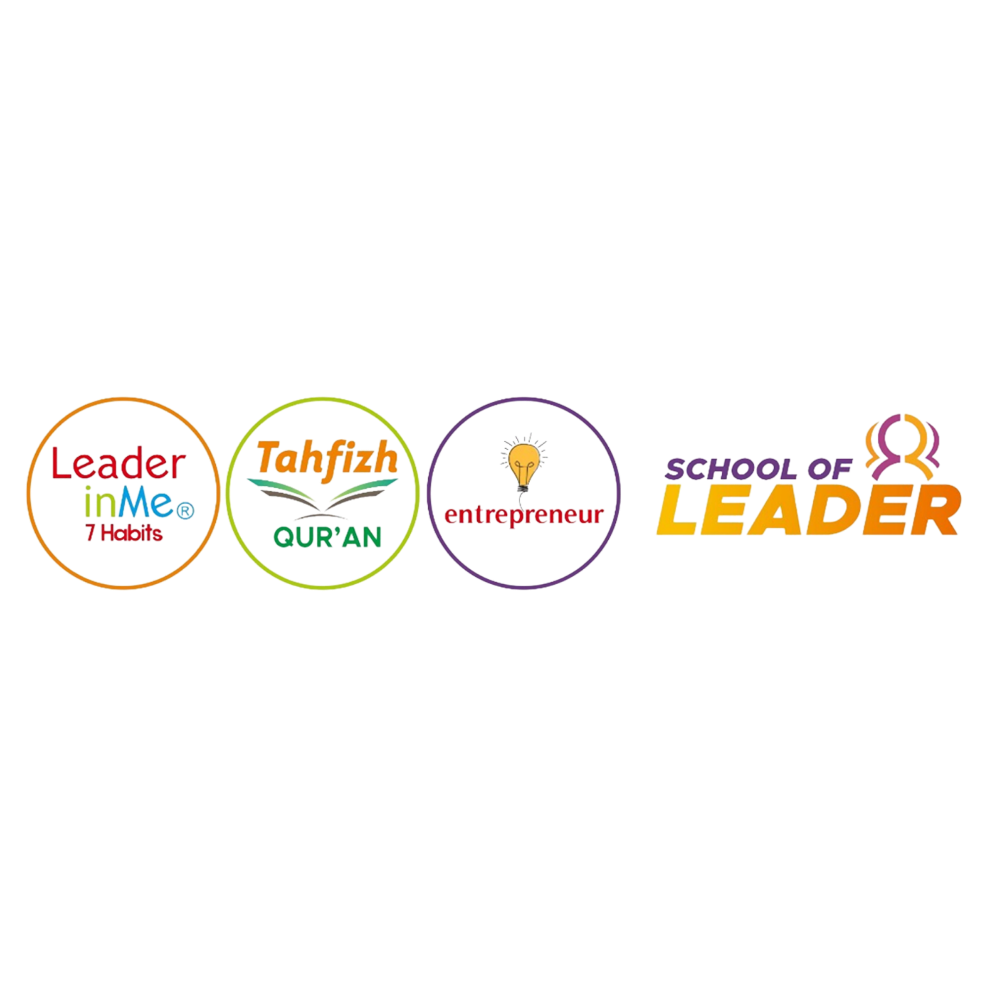 Leader
inMe®
7 Habits
Tahfizh
QUR'AN
entrepreneur
SCHOOL OF
LEADER